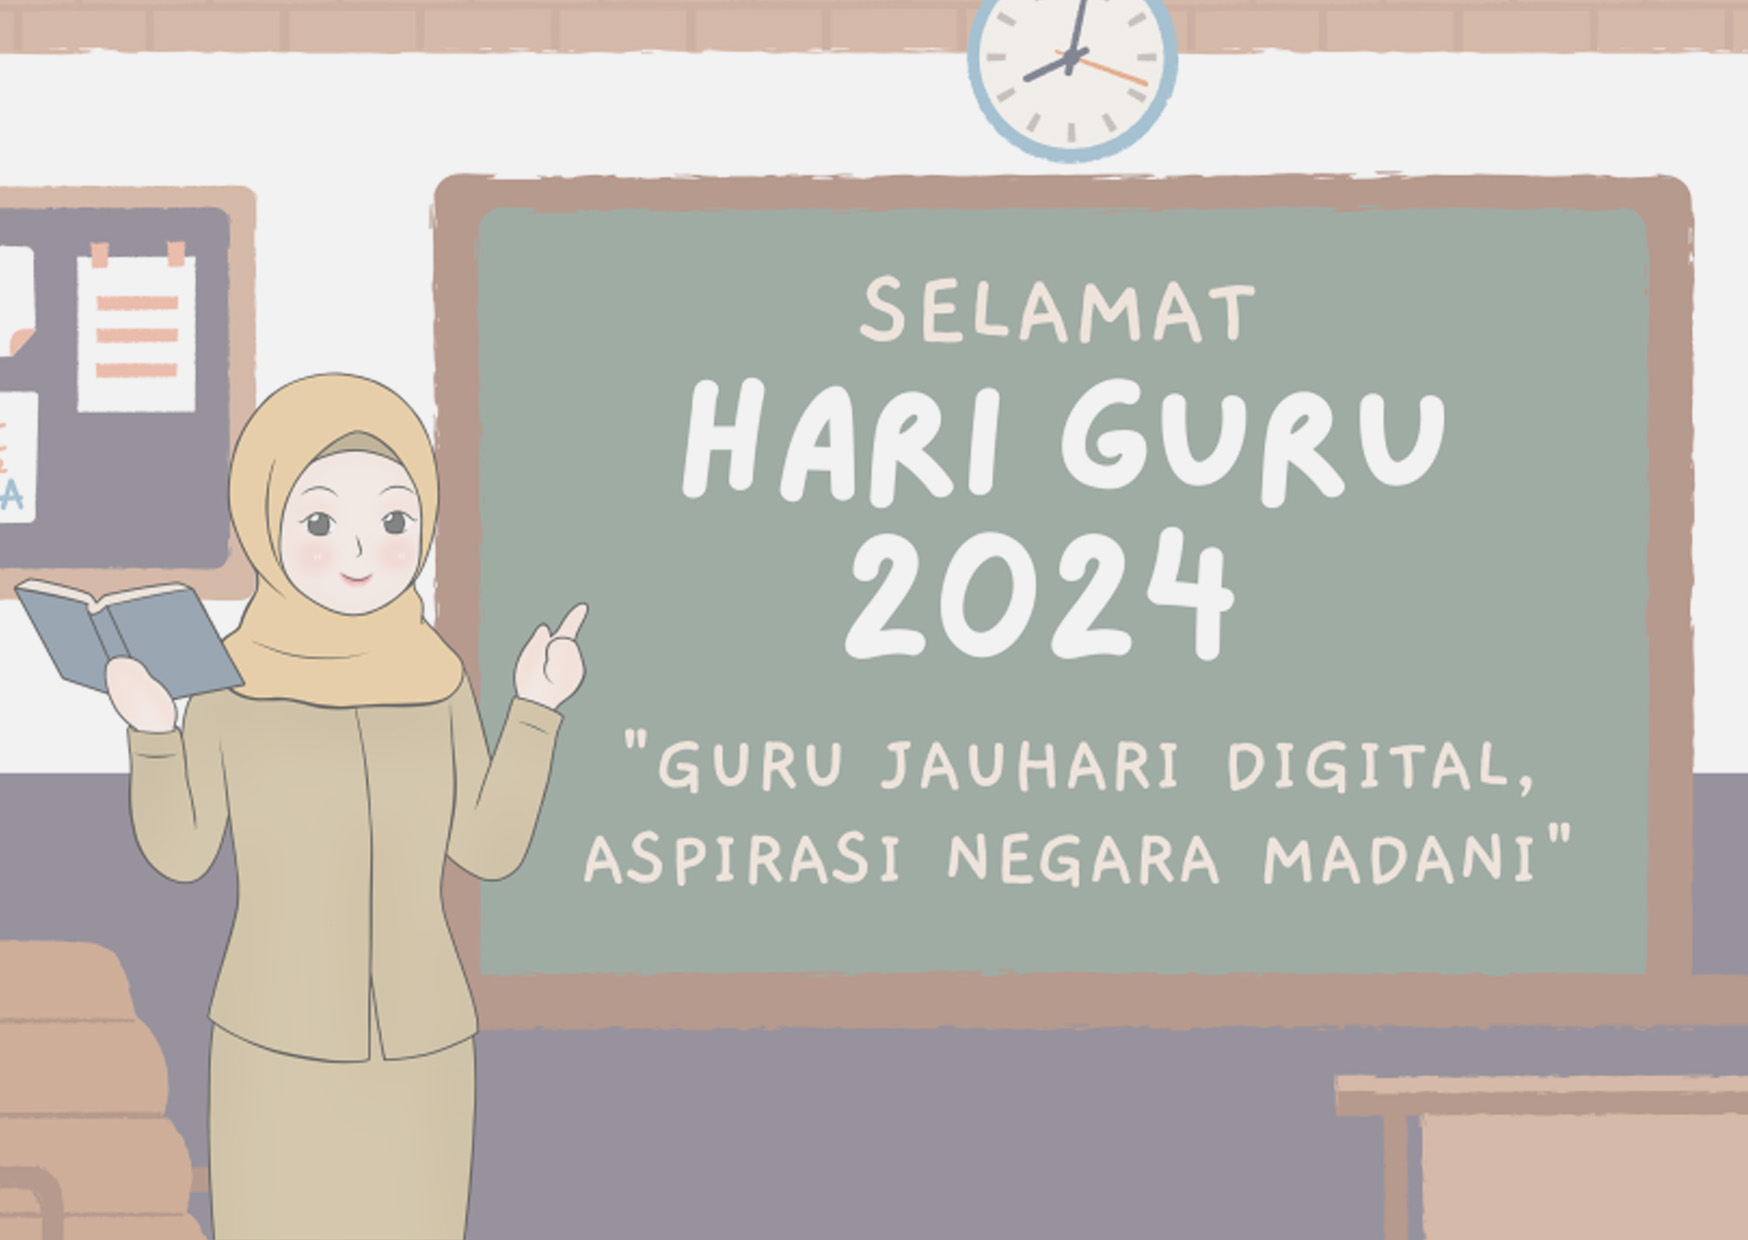 SELAMAT
HARI GURU
2024
"GURU JAUHARI DIGITAL,
ASPIRASI NEGARA MADANI"